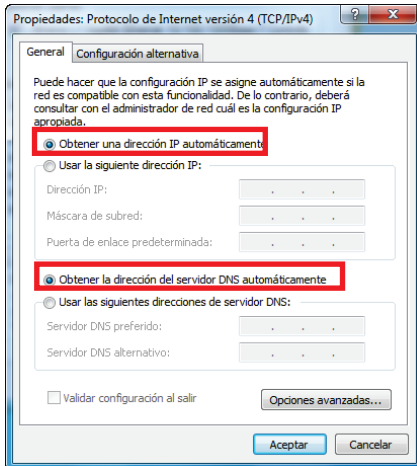 Propiedades: Protocolo de Internet versión 4 (TCP/IPv4)
General
Configuración alternativa
Puede hacer que la configuración IP se asigne automáticamente si la
red es compatible con esta funcionalidad. De lo contrario, deberá
consultar con el administrador de red cuál es la configuración IP
apropiada.
Obtener una dirección IP automáticamente
Usar la siguiente dirección IP:
Dirección IP:
Máscara de subred:
Puerta de enlace predeterminada:
Obtener la dirección del servidor DNS automáticamente
Usar las siguientes direcciones de servidor DNS:
Servidor DNS preferido:
Servidor DNS alternativo:
Validar configuración al salir
Opciones avanzadas...
Aceptar
Cancelar